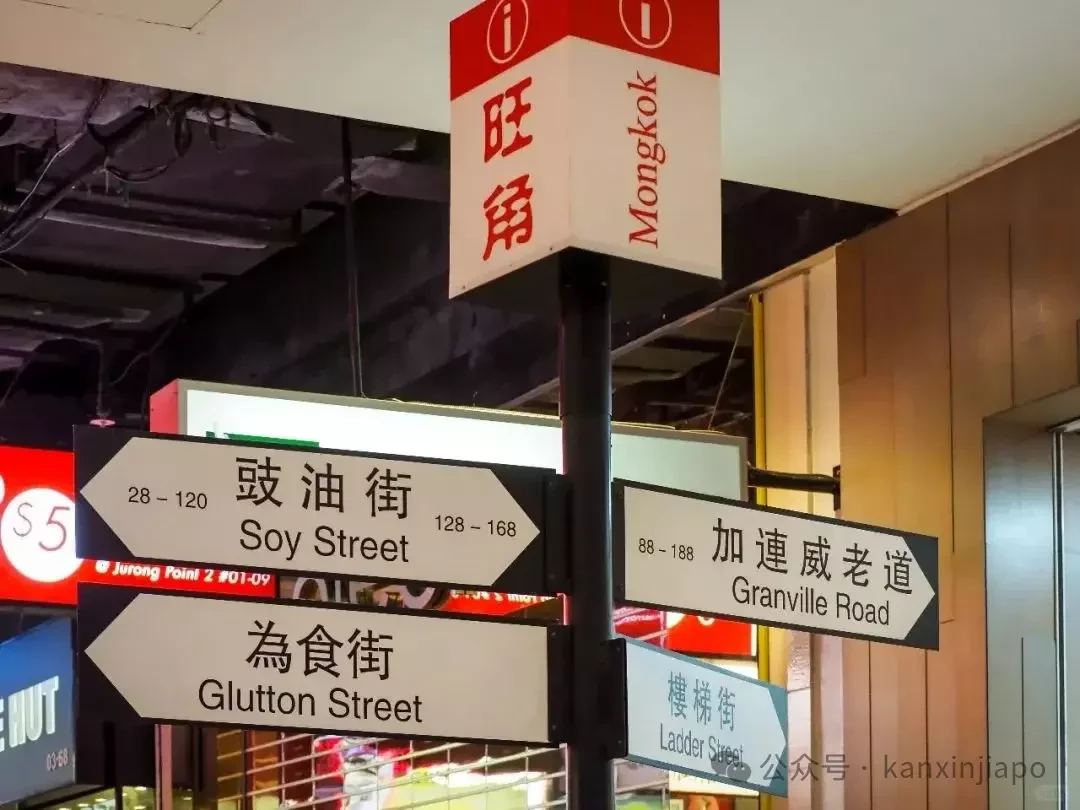 旺角
Mongkok
28 – 120
豉油街
Soy Street
128 – 168
88 – 188
加連威老道
Granville Road
為食街
Glutton Street
樓梯街
Ladder Street
$5
@ Jurong Point 2 #01-09
HUT
03-68
公众号 · kanxinjiapo